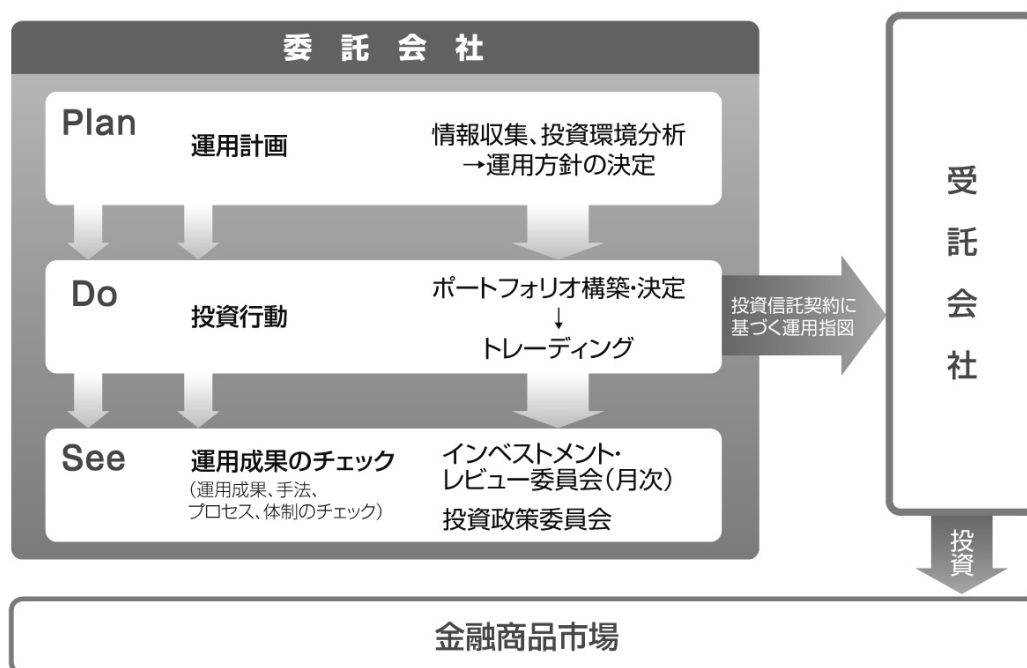 委託会社
Plan
運用計画
情報収集、投資環境分析
→運用方針の決定
Do
投資行動
ポートフォリオ構築・決定
↓
トレーディング
投資信託契約に
基づく運用指図
See
運用成果のチェック
(運用成果、手法、
プロセス、体制のチェック)
インベストメント・
レビュー委員会(月次)
投資政策委員会
受託会社
投資
金融商品市場